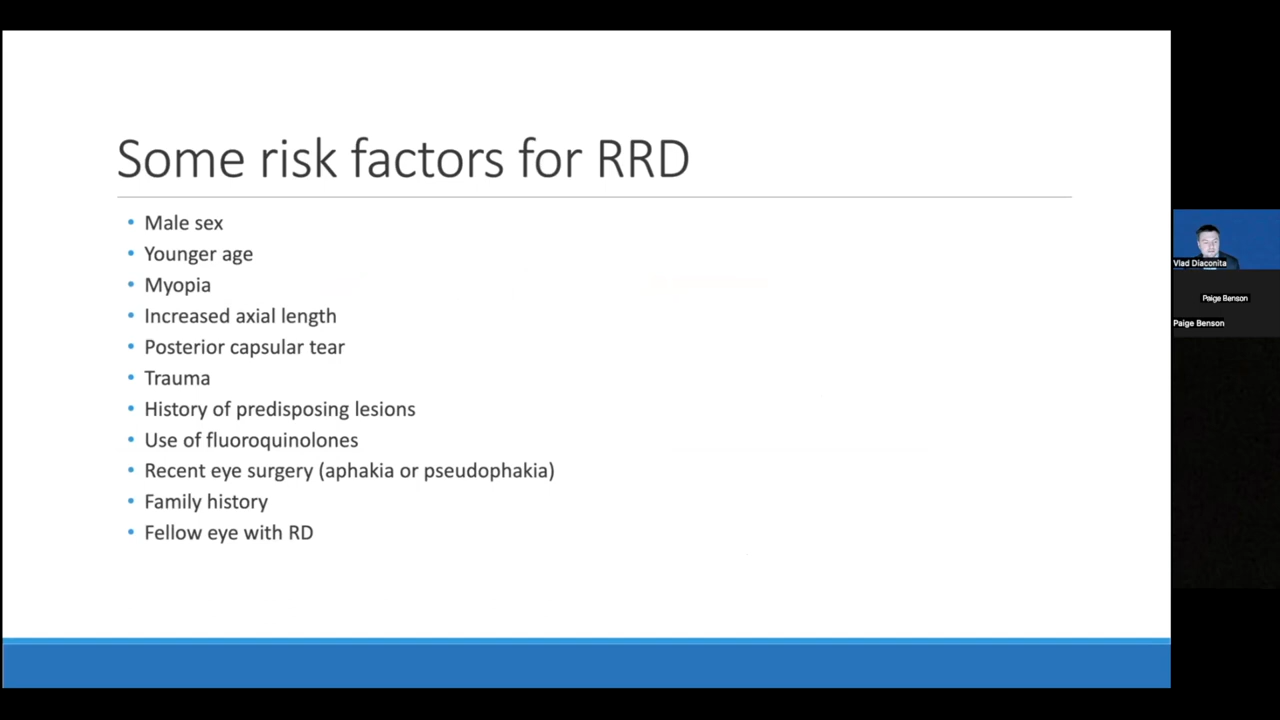 Some risk factors for RRD
• Male sex
• Younger age
• Myopia
• Increased axial length
• Posterior capsular tear
• Trauma
• History of predisposing lesions
• Use of fluoroquinolones
• Recent eye surgery (aphakia or pseudophakia)
• Family history
• Fellow eye with RD
Vlad Diaconita
Paige Benson
Paige Benson